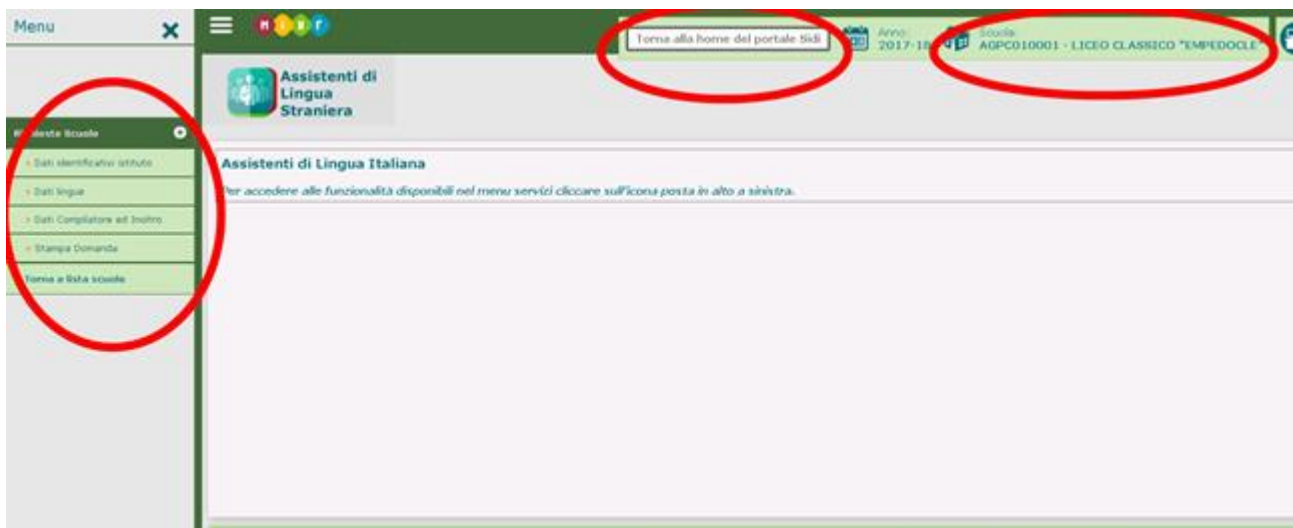 Menu
miur
Torna alla home del portale Sidi
Anno:
2017-18
Scuola:
AGPC010001 - LICEO CLASSICO "EMPEDOCLE"
Assistenti di
Lingua
Straniera
Richieste Scuole
Dati identificativi istituto
Dati lingue
Dati Compilatore ed Inoltro
Stampa Domanda
Torna a lista scuole
Assistenti di Lingua Italiana
Per accedere alle funzionalità disponibili nel menu servizi cliccare sull'icona posta in alto a sinistra.